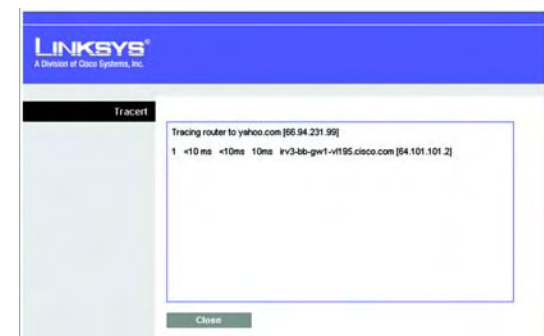 LINKSYS®
A Division of Cisco Systems, Inc.
Tracert
Tracing router to yahoo.com [66.94.231.99]
1 <10 ms <10ms 10ms irv3-bb-gw1-vl195.cisco.com [64.101.101.2]
Close